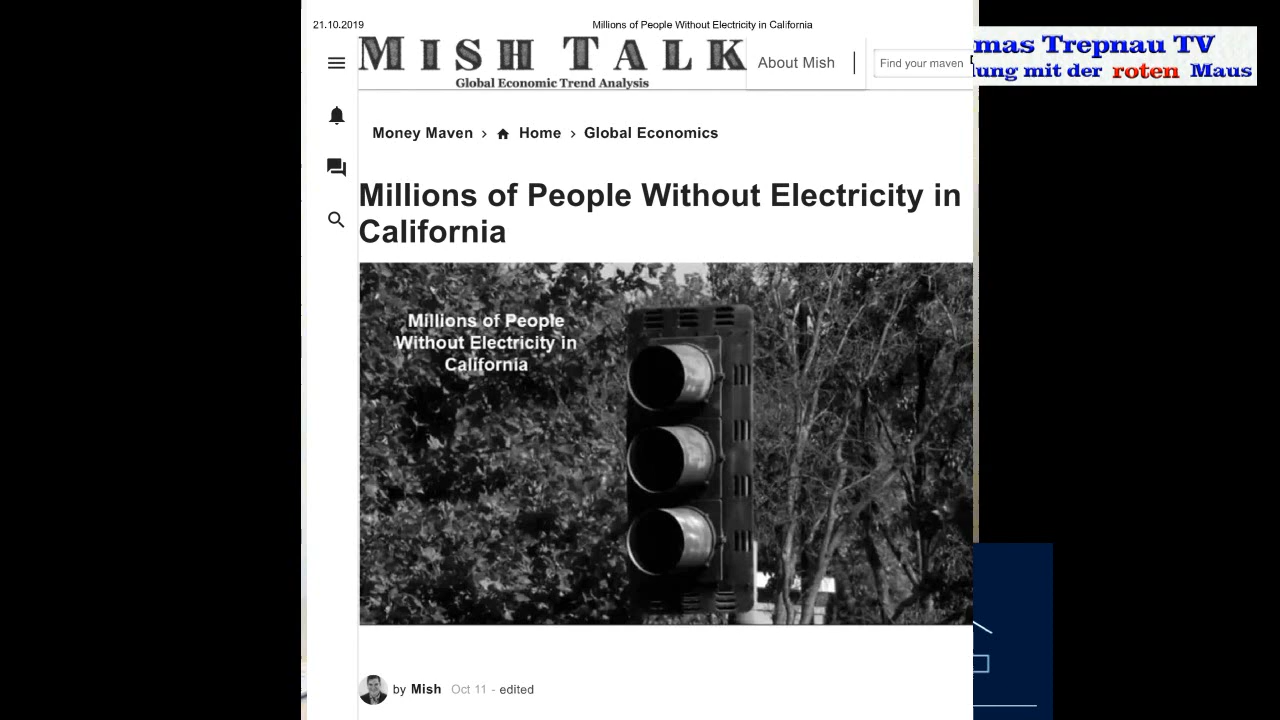 21.10.2019
Millions of People Without Electricity in California
MISH TALK
Global Economic Trend Analysis
About Mish
Find your maven
mas Trepnau TV
ung mit der roten Maus
Money Maven › Home › Global Economics
Millions of People Without Electricity in
California
Millions of People
Without Electricity in
California
by Mish Oct 11 - edited